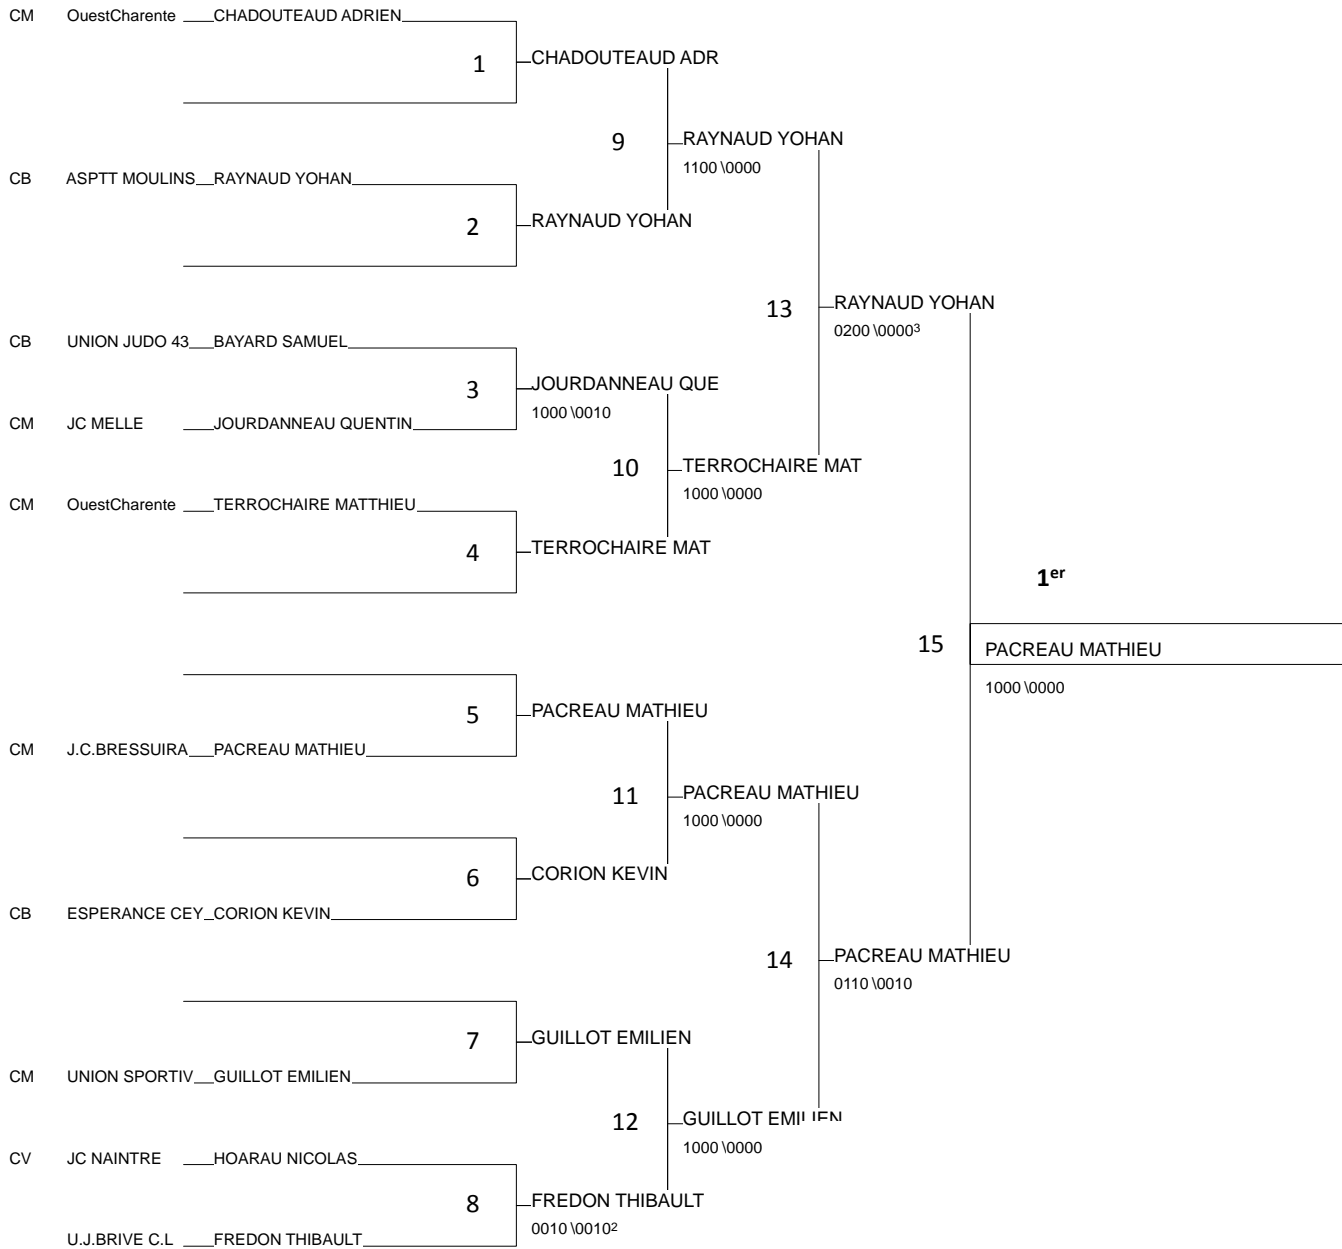 CM OuestCharente CHADOUTEAUD ADRIEN
1 CHADOUTEAUD ADR
9 RAYNAUD YOHAN
1100 \0000
CB ASPTT MOULINS RAYNAUD YOHAN
2 RAYNAUD YOHAN
13 RAYNAUD YOHAN
0200 \0000³
CB UNION JUDO 43 BAYARD SAMUEL
3 JOURDANNEAU QUE
1000 \0010
CM JC MELLE JOURDANNEAU QUENTIN
10 TERROCHAIRE MAT
1000 \0000
CM OuestCharente TERROCHAIRE MATTHIEU
4 TERROCHAIRE MAT
1er
15 PACREAU MATHIEU
1000 \0000
5 PACREAU MATHIEU
CM J.C.BRESSUIRA PACREAU MATHIEU
11 PACREAU MATHIEU
1000 \0000
6 CORION KEVIN
CB ESPERANCE CEY CORION KEVIN
14 PACREAU MATHIEU
0110 \0010
7 GUILLOT EMILIEN
CM UNION SPORTIV GUILLOT EMILIEN
12 GUILLOT EMILIEN
1000 \0000
CV JC NAINTRE HOARAU NICOLAS
8 FREDON THIBAULT
0010 \0010²
U.J.BRIVE C.L FREDON THIBAULT